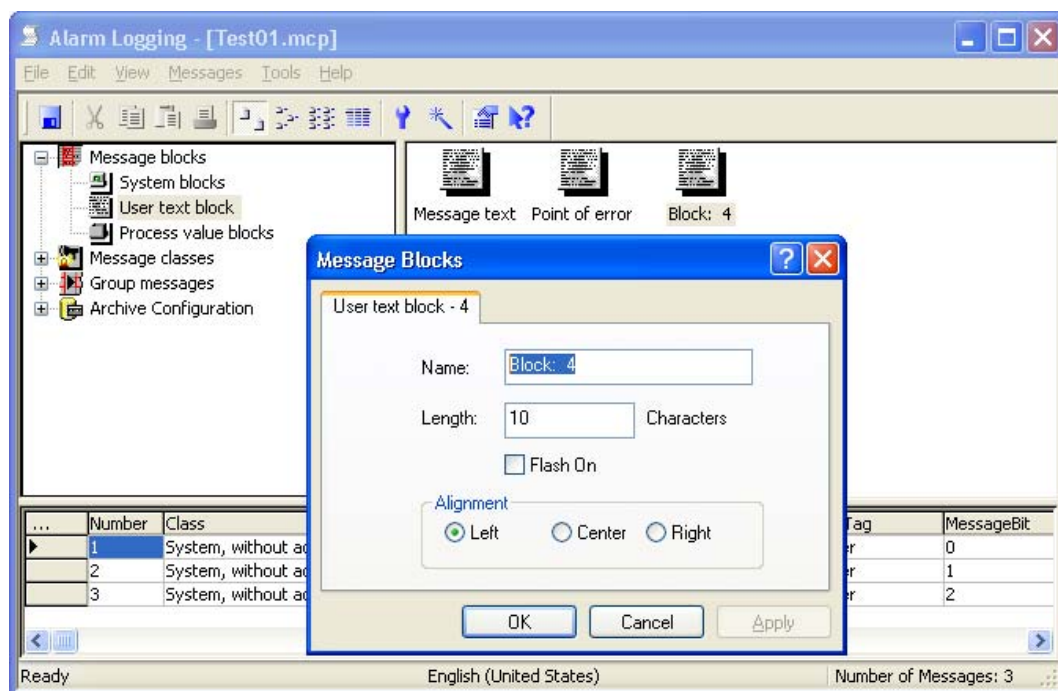 Alarm Logging - [Test01.mcp]
File Edit View Messages Tools Help
Message blocks
System blocks
User text block
Process value blocks
Message classes
Group messages
Archive Configuration
Message text Point of error Block: 4
Message Blocks
User text block - 4
Name: Block: 4
Length: 10 Characters
Flash On
Alignment
Left Center Right
OK Cancel Apply
... Number Class Tag MessageBit
1 System, without 0
2 System, without 1
3 System, without 2
Ready English (United States) Number of Messages: 3